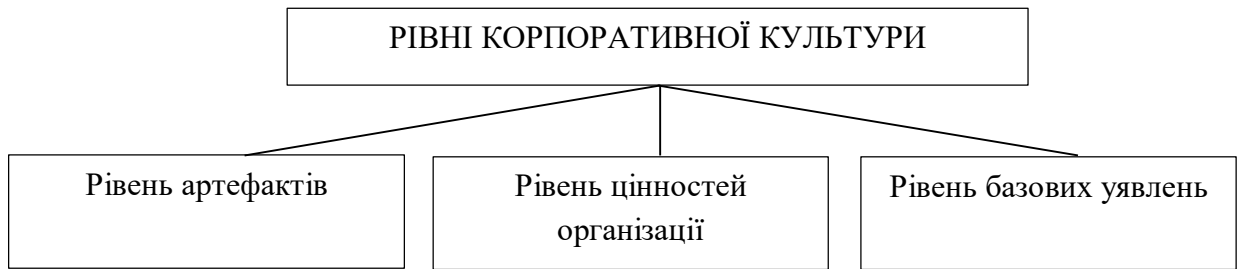 РІВНІ КОРПОРАТИВНОЇ КУЛЬТУРИ
Рівень артефактів
Рівень цінностей
організації
Рівень базових уявлень